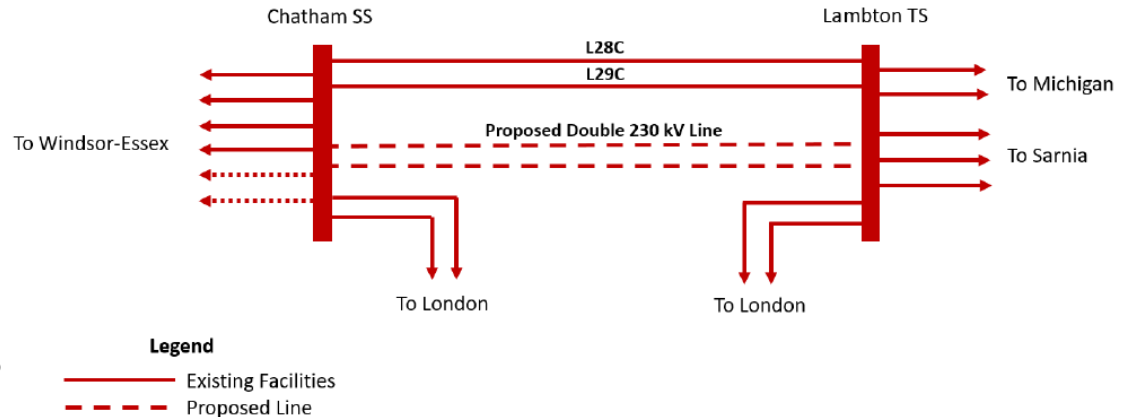 Chatham SS
Lambton TS
L28C
L29C
To Michigan
Proposed Double 230 kV Line
To Windsor-Essex
To Sarnia
To London
To London
Legend
Existing Facilities
Proposed Line